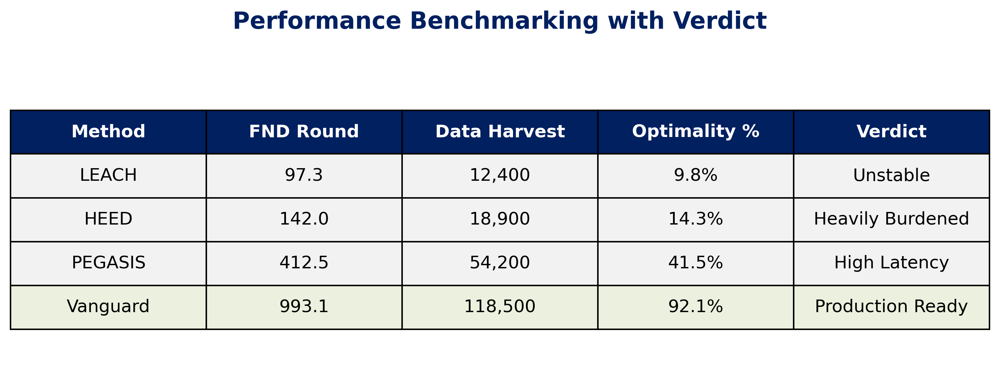 Performance Benchmarking with Verdict
Method FND Round Data Harvest Optimality % Verdict
LEACH 97.3 12,400 9.8% Unstable
HEED 142.0 18,900 14.3% Heavily Burdened
PEGASIS 412.5 54,200 41.5% High Latency
Vanguard 993.1 118,500 92.1% Production Ready